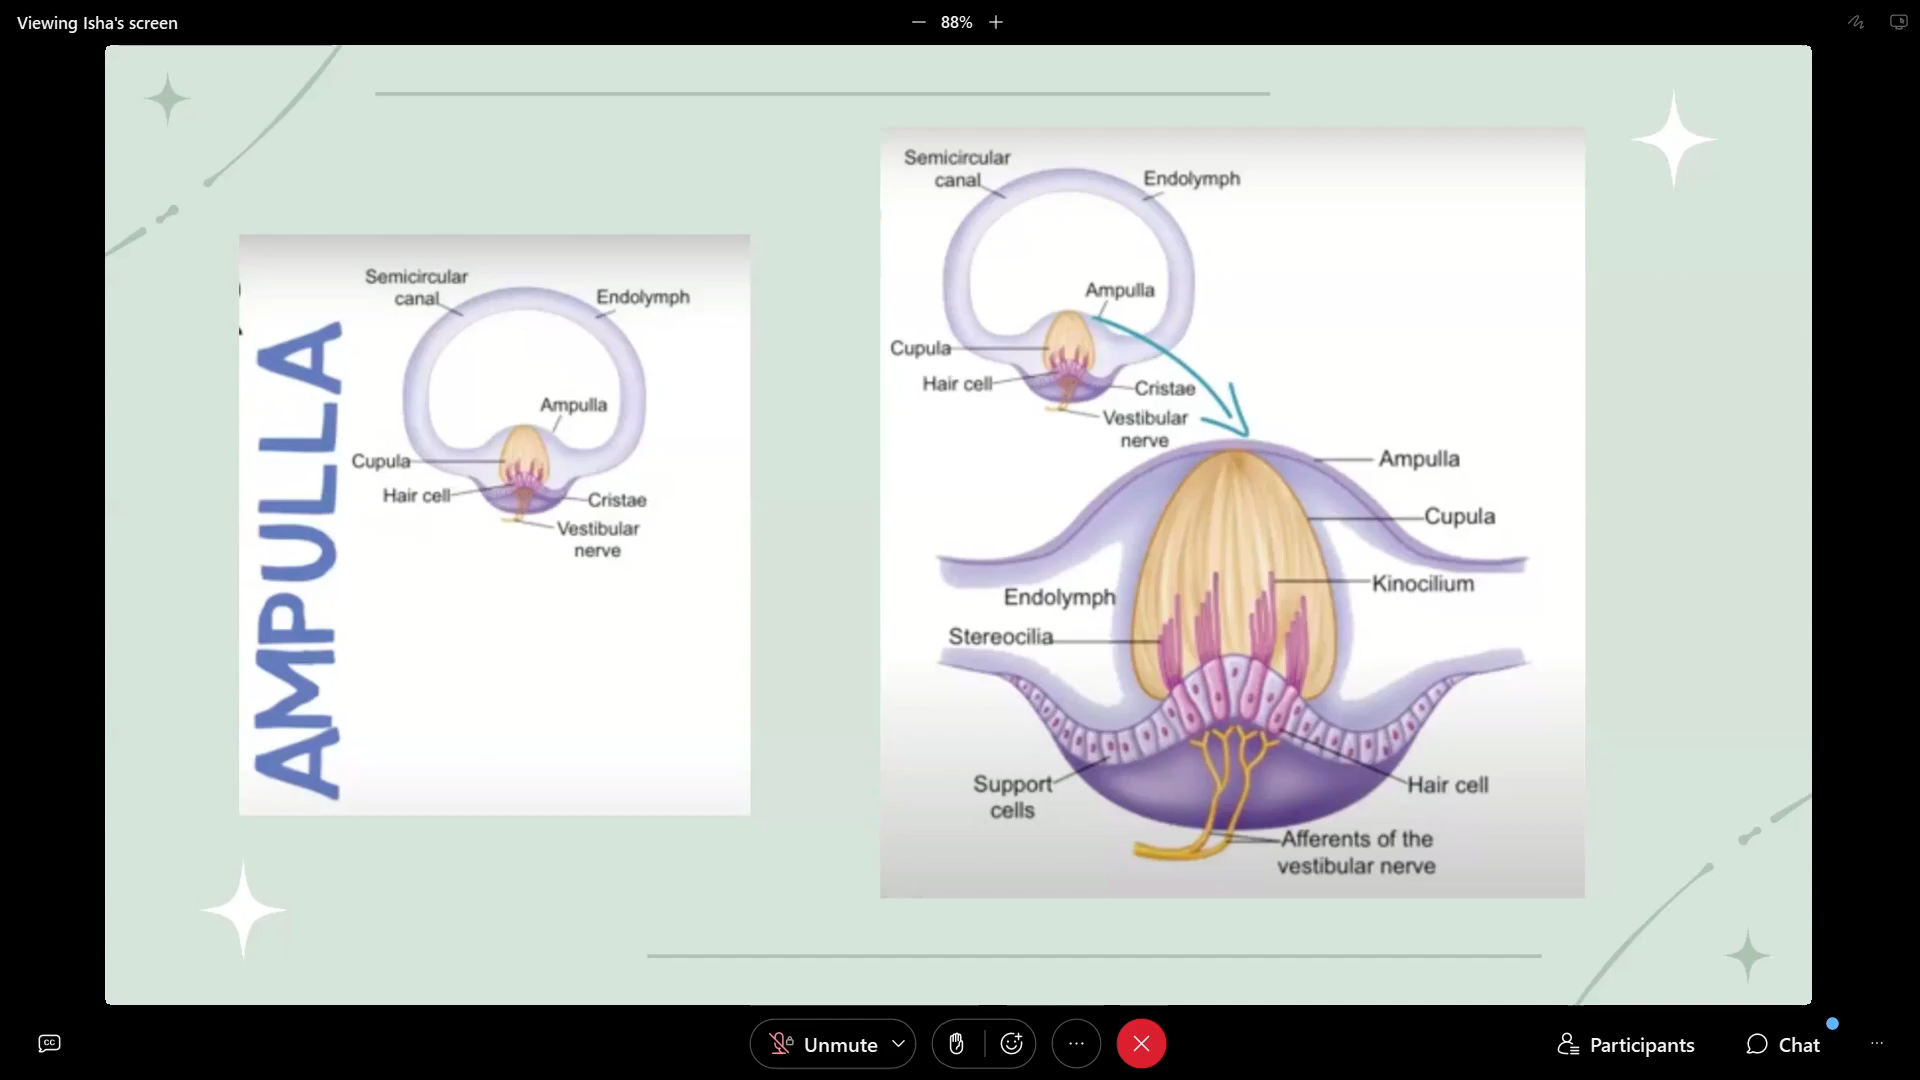 Viewing Isha's screen
88%
AMPULLA
Semicircular
canal
Endolymph
Ampulla
Cupula
Hair cell
Cristae
Vestibular
nerve
Semicircular
canal
Endolymph
Ampulla
Cupula
Hair cell
Cristae
Vestibular
nerve
Ampulla
Cupula
Kinocilium
Endolymph
Stereocilia
Support
cells
Hair cell
Afferents of the
vestibular nerve
CC
Unmute
Participants
Chat